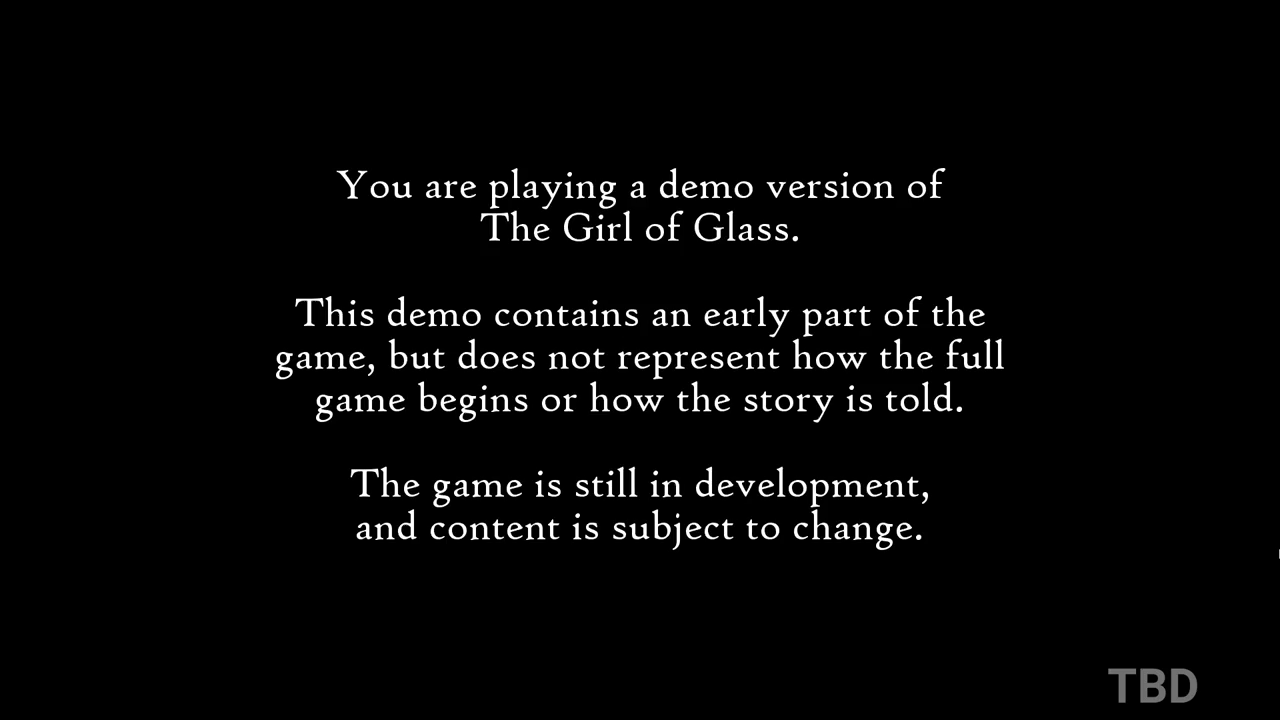 You are playing a demo version of
The Girl of Glass.
This demo contains an early part of the
game, but does not represent how the full
game begins or how the story is told.
The game is still in development,
and content is subject to change.
TBD